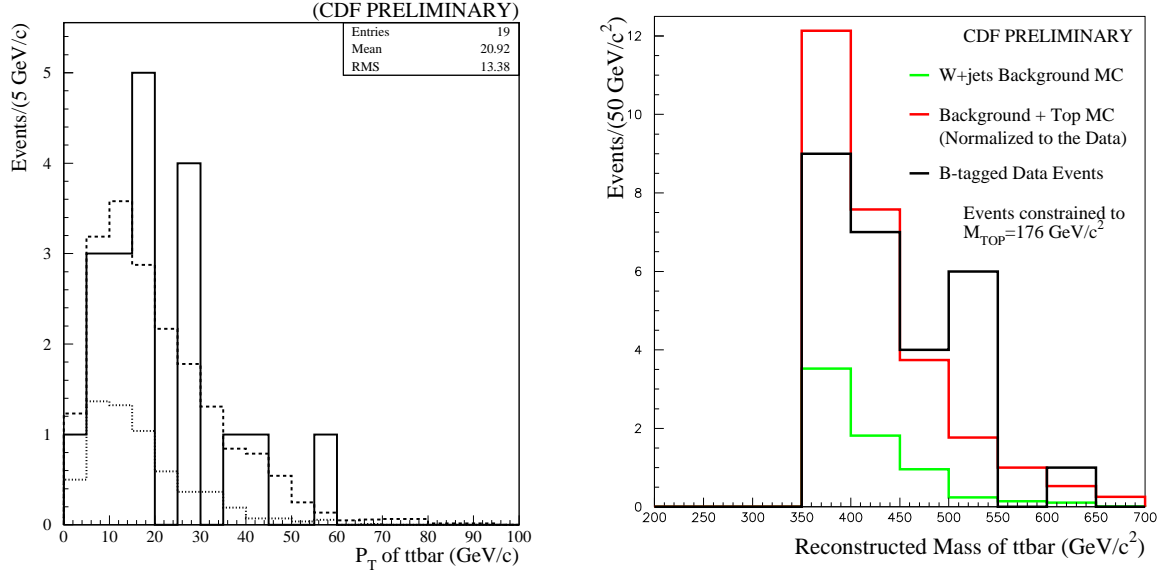 (CDF PRELIMINARY)
Entries 19
Mean 20.92
RMS 13.38
Events/(5 GeV/c)
5
4
3
2
1
0
0 10 20 30 40 50 60 70 80 90 100
P_T of ttbar (GeV/c)
CDF PRELIMINARY
W+jets Background MC
Background + Top MC
(Normalized to the Data)
B-tagged Data Events
Events constrained to
M_TOP=176 GeV/c²
Events/(50 GeV/c²)
12
10
8
6
4
2
0
200 250 300 350 400 450 500 550 600 650 700
Reconstructed Mass of ttbar (GeV/c²)